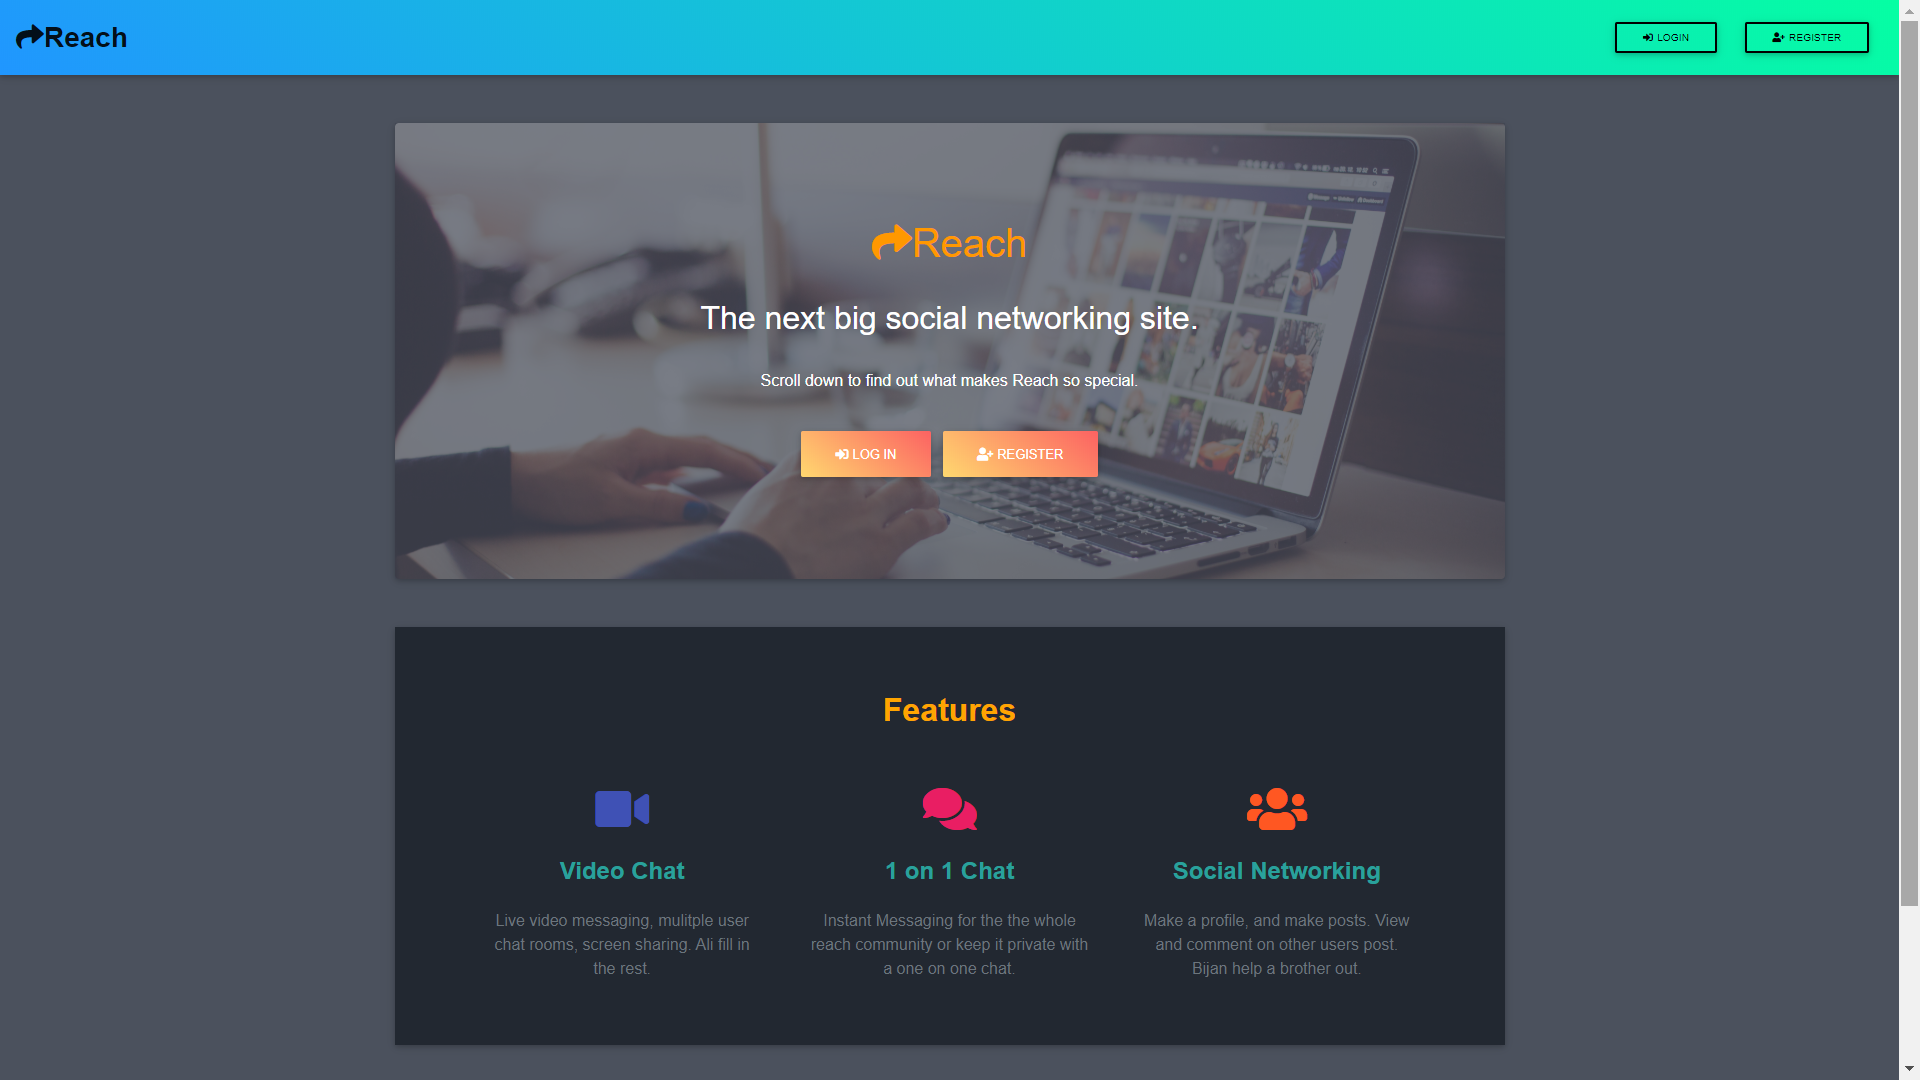 Reach
LOGIN
REGISTER
Reach
The next big social networking site.
Scroll down to find out what makes Reach so special.
LOG IN
REGISTER
Features
Video Chat
Live video messaging, mulitple user
chat rooms, screen sharing. Ali fill in
the rest.
1 on 1 Chat
Instant Messaging for the the whole
reach community or keep it private with
a one on one chat.
Social Networking
Make a profile, and make posts. View
and comment on other users post.
Bijan help a brother out.